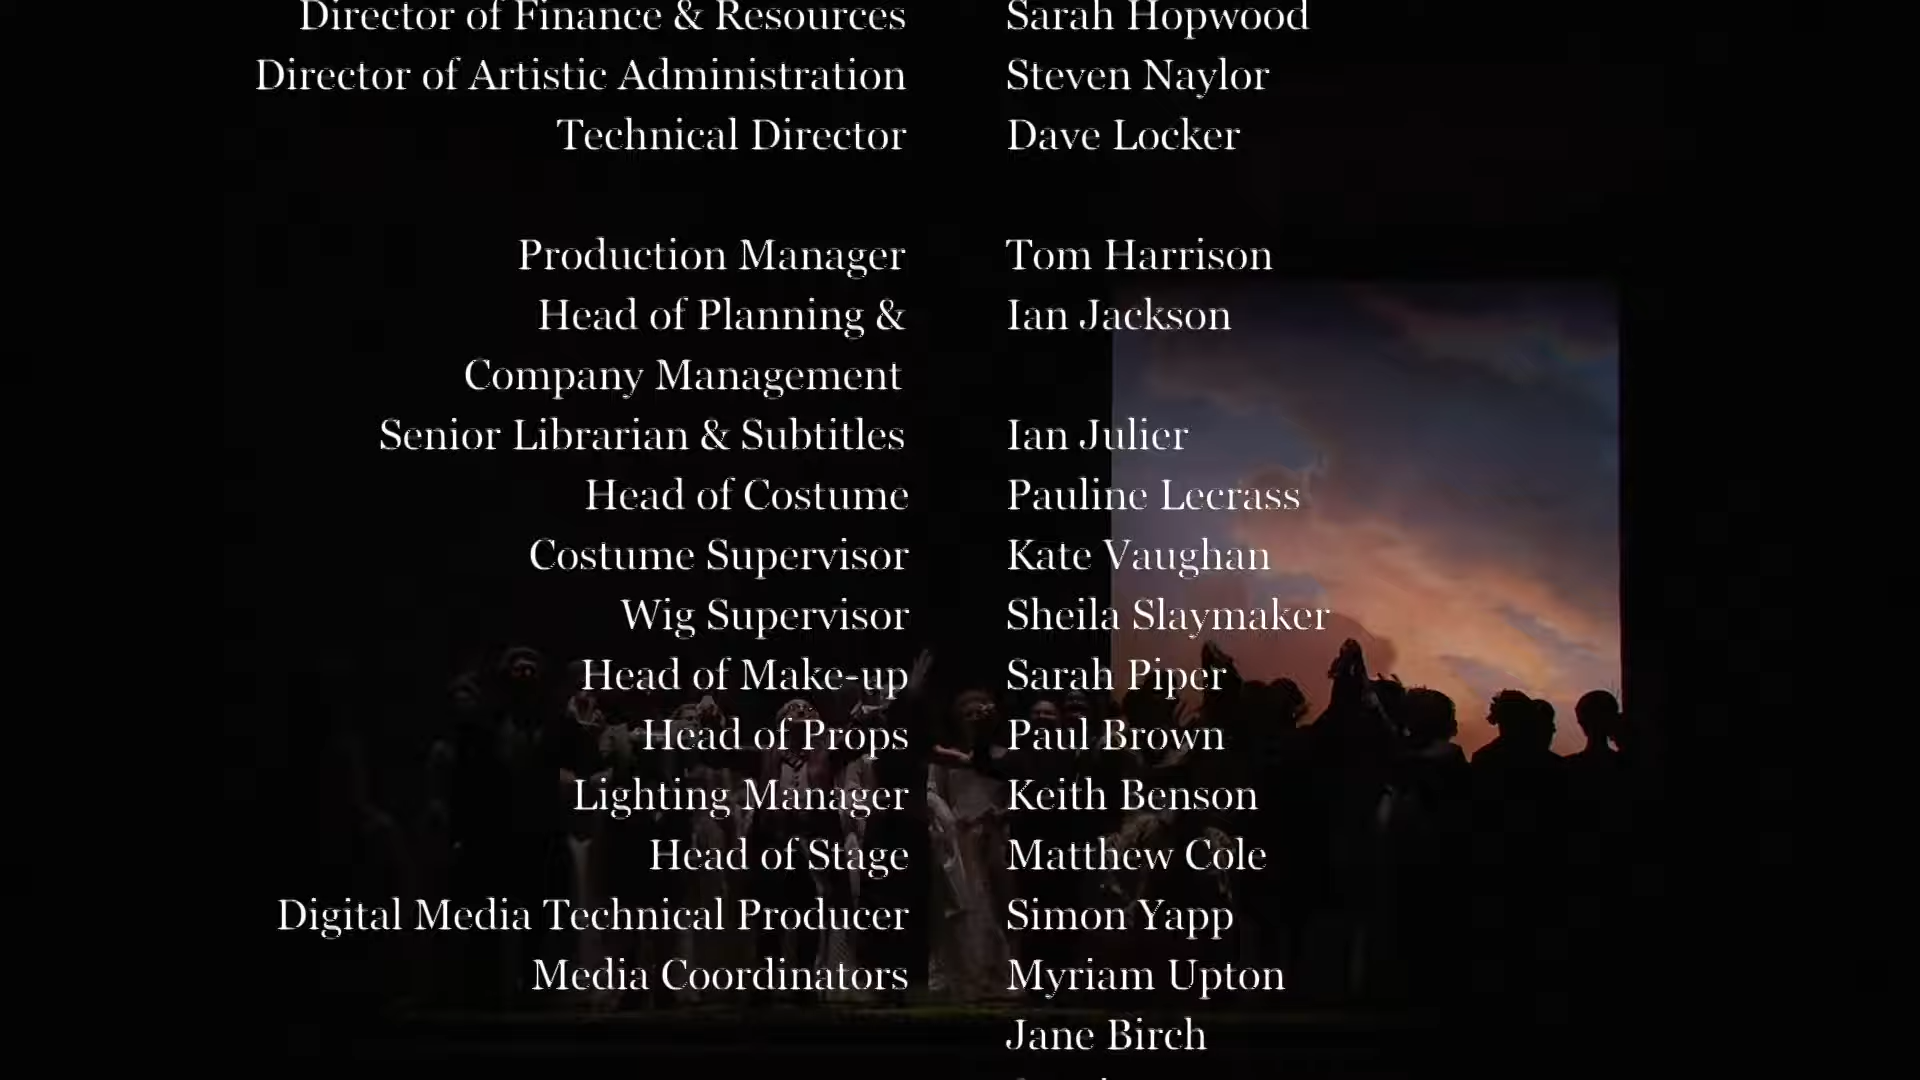 Director of Finance & Resources Sarah Hopwood
Director of Artistic Administration Steven Naylor
Technical Director Dave Locker
Production Manager Tom Harrison
Head of Planning & Ian Jackson
Company Management
Senior Librarian & Subtitles Ian Julier
Head of Costume Pauline Lecrass
Costume Supervisor Kate Vaughan
Wig Supervisor Sheila Slaymaker
Head of Make-up Sarah Piper
Head of Props Paul Brown
Lighting Manager Keith Benson
Head of Stage Matthew Cole
Digital Media Technical Producer Simon Yapp
Media Coordinators Myriam Upton
Jane Birch